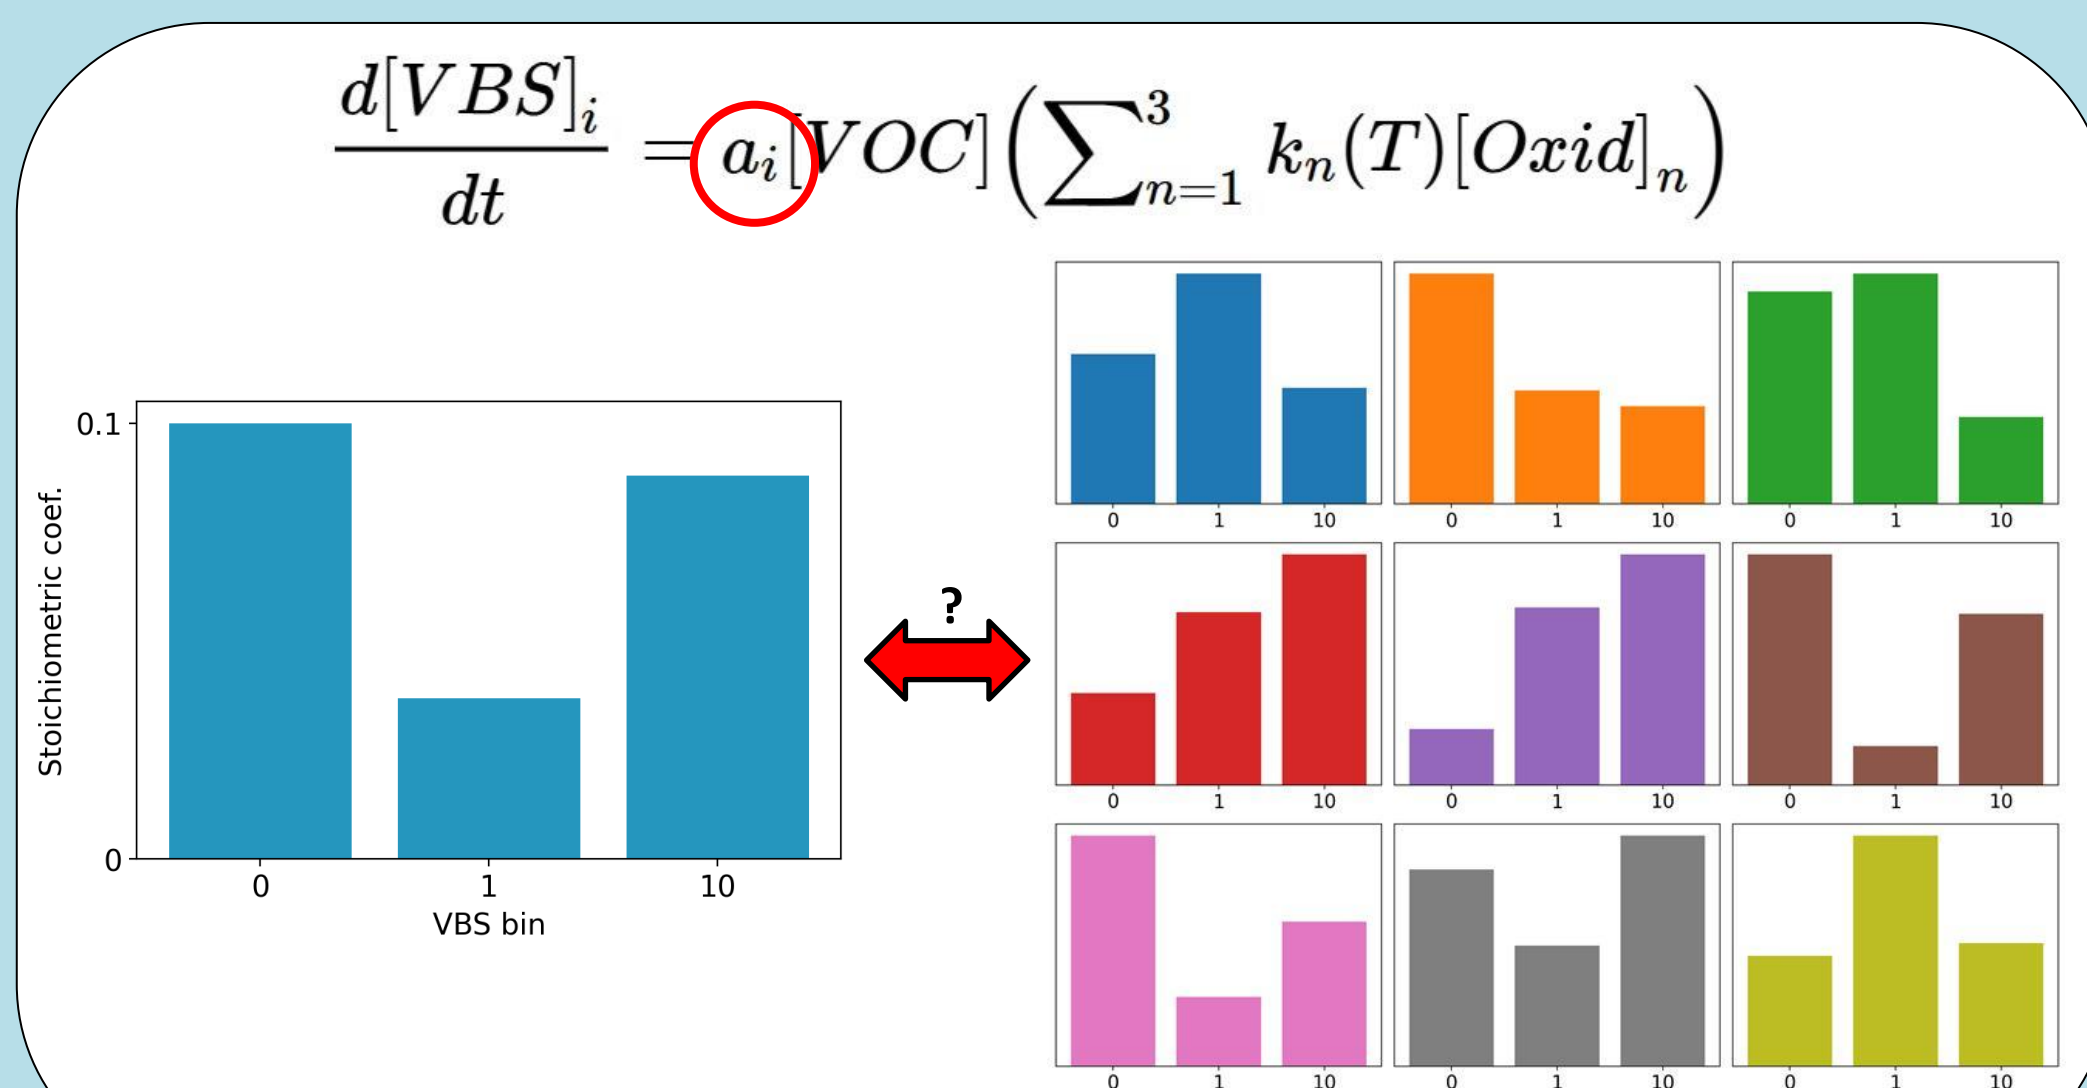 d[VBS]_i / dt = a_i[VOC](∑_{n=1}^{3} k_n(T)[Oxid]_n)
0.1
0
Stoichiometric coef.
0 1 10
VBS bin
?
0 1 10 0 1 10 0 1 10
0 1 10 0 1 10 0 1 10
0 1 10 0 1 10 0 1 10